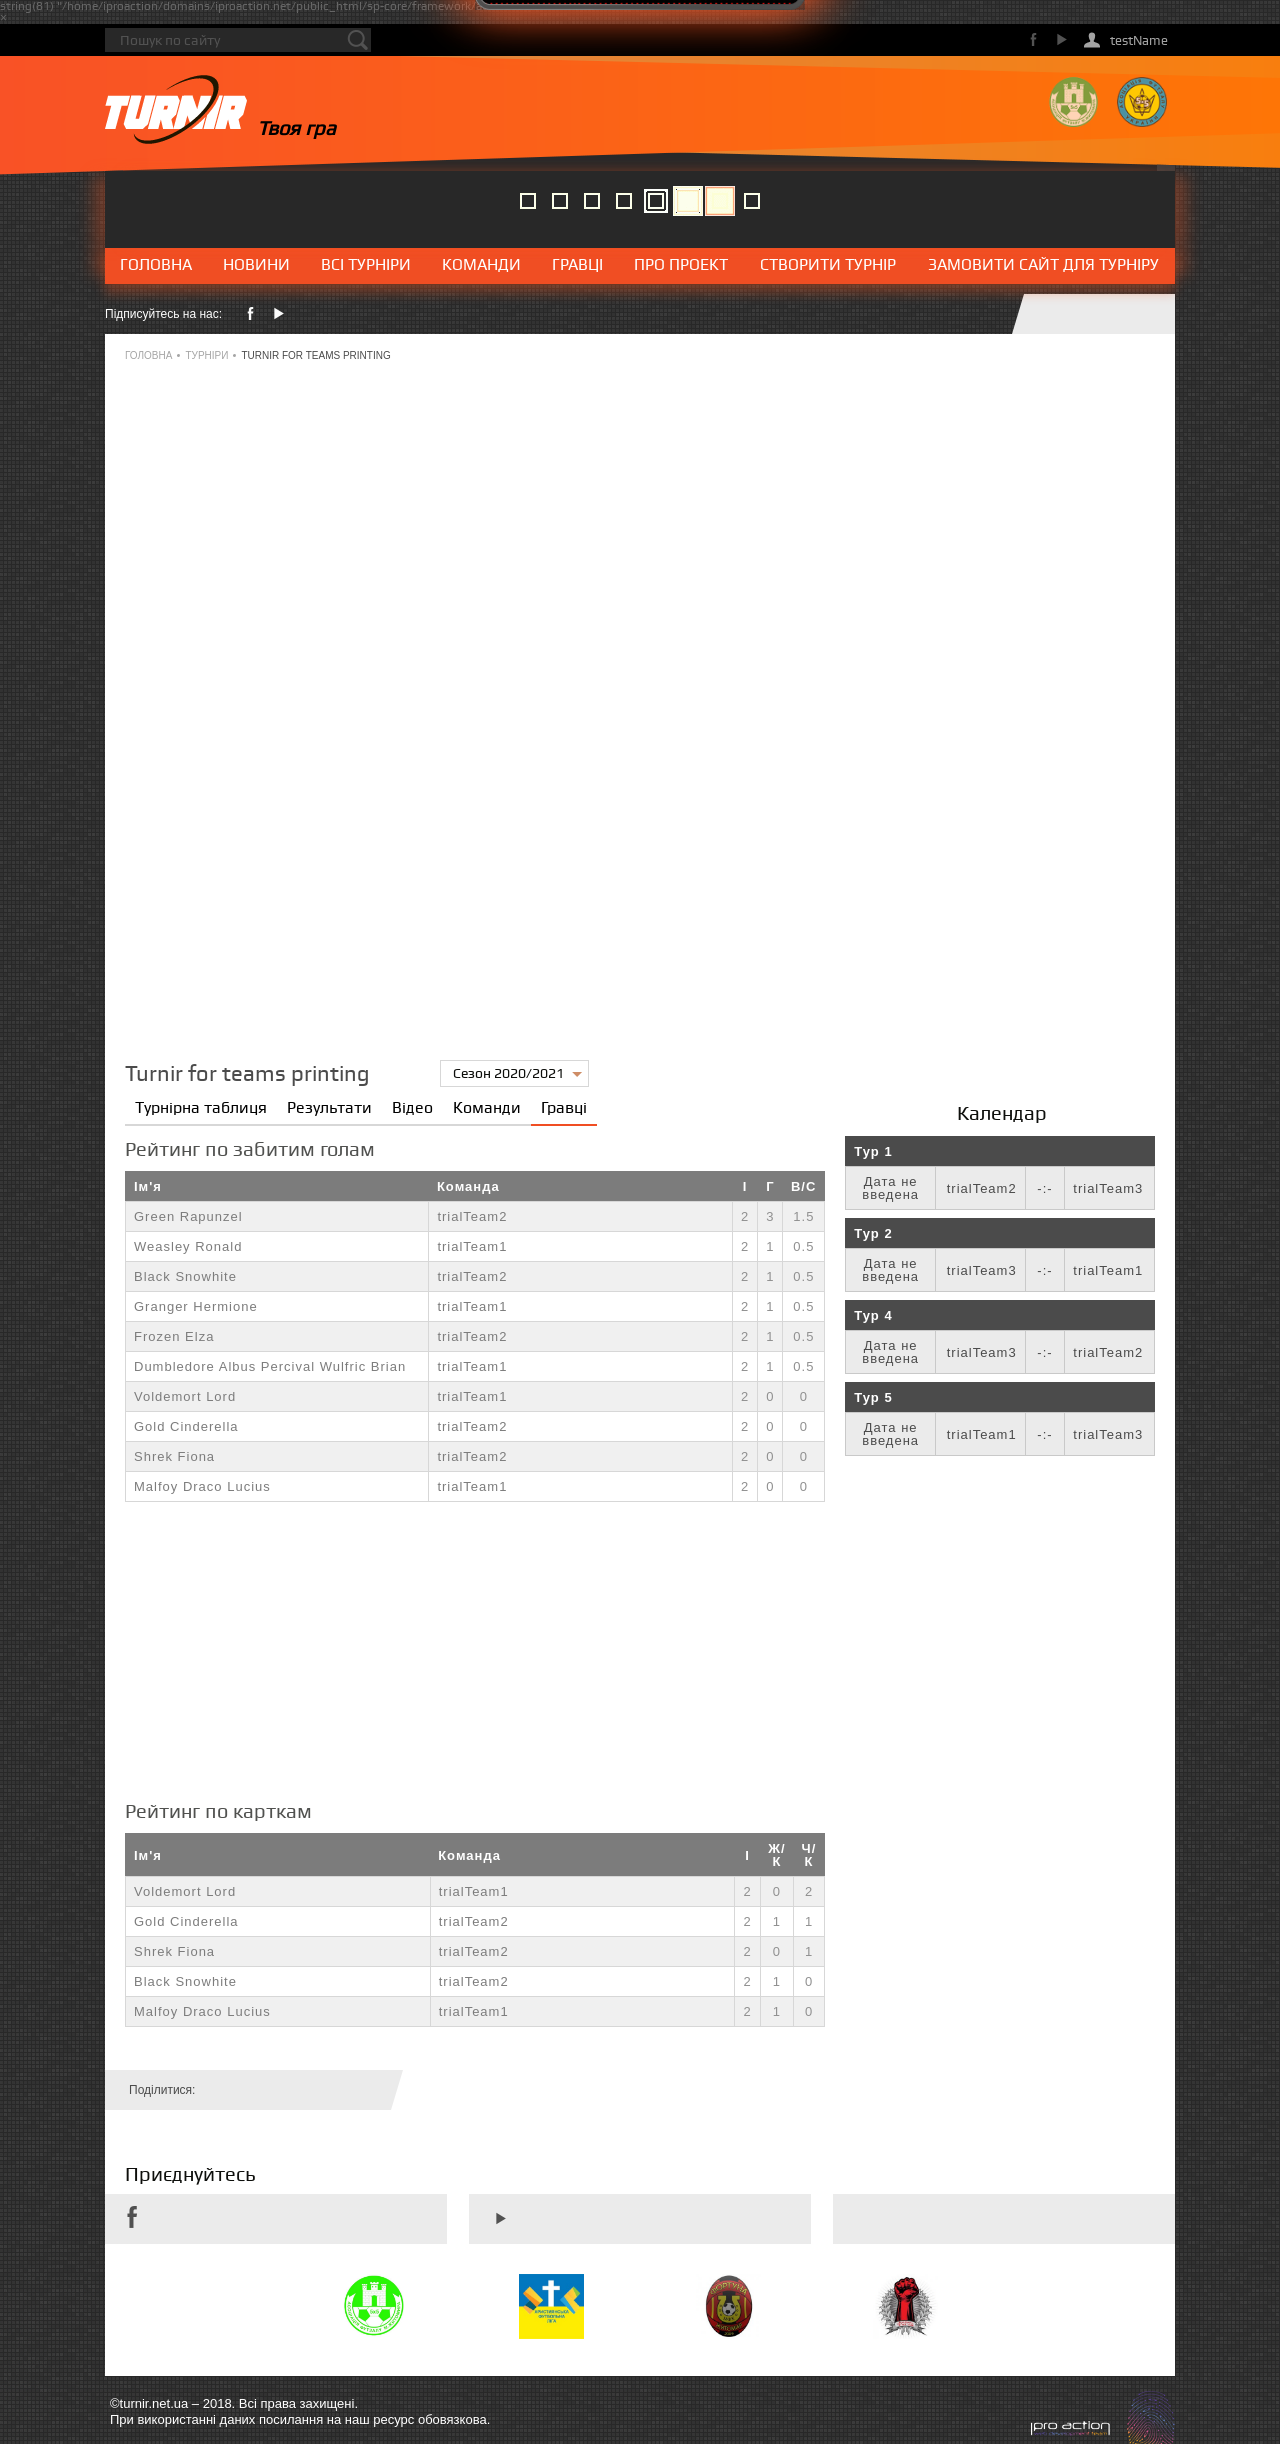 string(81) "/home/iproaction/domains/iproaction.net/public_html/sp-core/framework/
×
Пошук по сайту
testName
TURNIR
Твоя гра
ГОЛОВНА НОВИНИ ВСІ ТУРНІРИ КОМАНДИ ГРАВЦІ ПРО ПРОЕКТ СТВОРИТИ ТУРНІР ЗАМОВИТИ САЙТ ДЛЯ ТУРНІРУ
Підписуйтесь на нас:
ГОЛОВНА • ТУРНІРИ • TURNIR FOR TEAMS PRINTING
Turnir for teams printing
Сезон 2020/2021
Турнірна таблиця Результати Відео Команди Гравці
Рейтинг по забитим голам
Ім'я Команда І Г В/С
Green Rapunzel trialTeam2 2 3 1.5
Weasley Ronald trialTeam1 2 1 0.5
Black Snowhite trialTeam2 2 1 0.5
Granger Hermione trialTeam1 2 1 0.5
Frozen Elza trialTeam2 2 1 0.5
Dumbledore Albus Percival Wulfric Brian trialTeam1 2 1 0.5
Voldemort Lord trialTeam1 2 0 0
Gold Cinderella trialTeam2 2 0 0
Shrek Fiona trialTeam2 2 0 0
Malfoy Draco Lucius trialTeam1 2 0 0
Календар
Тур 1
Дата не введена trialTeam2 -:- trialTeam3
Тур 2
Дата не введена trialTeam3 -:- trialTeam1
Тур 4
Дата не введена trialTeam3 -:- trialTeam2
Тур 5
Дата не введена trialTeam1 -:- trialTeam3
Рейтинг по карткам
Ім'я Команда І Ж/К Ч/К
Voldemort Lord trialTeam1 2 0 2
Gold Cinderella trialTeam2 2 1 1
Shrek Fiona trialTeam2 2 0 1
Black Snowhite trialTeam2 2 1 0
Malfoy Draco Lucius trialTeam1 2 1 0
Поділитися:
Приєднуйтесь
©turnir.net.ua – 2018. Всі права захищені.
При використанні даних посилання на наш ресурс обовязкова.
pro action